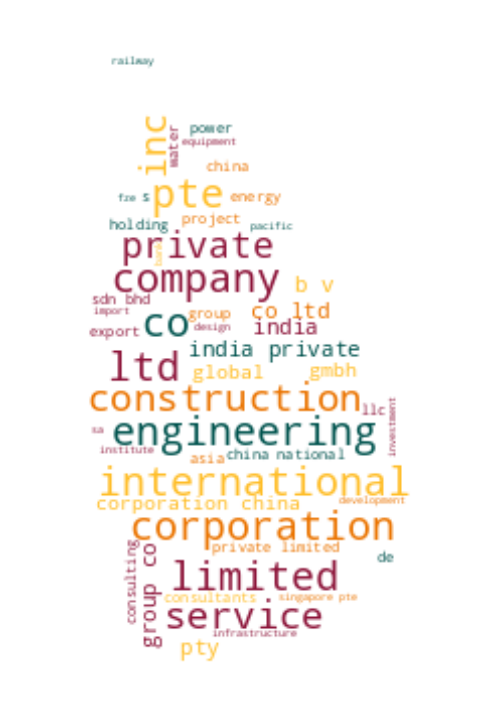 railway
inc
water
power
equipment
china
pte
fze
s
energy
project
holding
pacific
private
bank
company
b v
sdn bhd
import
co ltd
group
co
design
india
export
india private
ltd
global
gmbh
construction
llc
investment
sa
engineering
institute
asia
china national
international
corporation china
development
corporation
private limited
consulting
group co
de
limited
consultants
singapore pte
service
infrastructure
pty